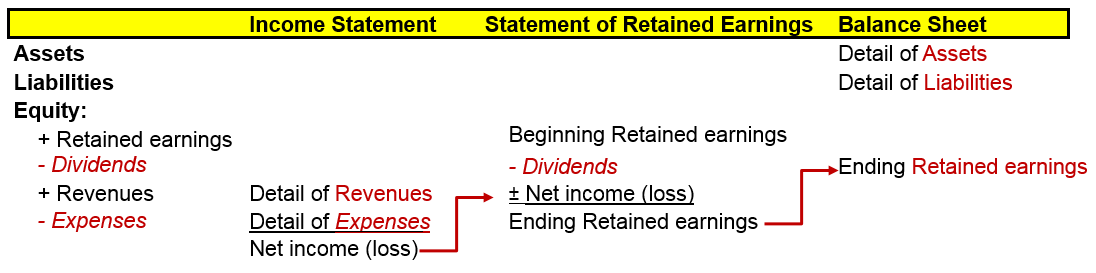 Income Statement Statement of Retained Earnings Balance Sheet
Assets Detail of Assets
Liabilities Detail of Liabilities
Equity:
+ Retained earnings Beginning Retained earnings
- Dividends - Dividends Ending Retained earnings
+ Revenues Detail of Revenues ± Net income (loss)
- Expenses Detail of Expenses Ending Retained earnings
Net income (loss)